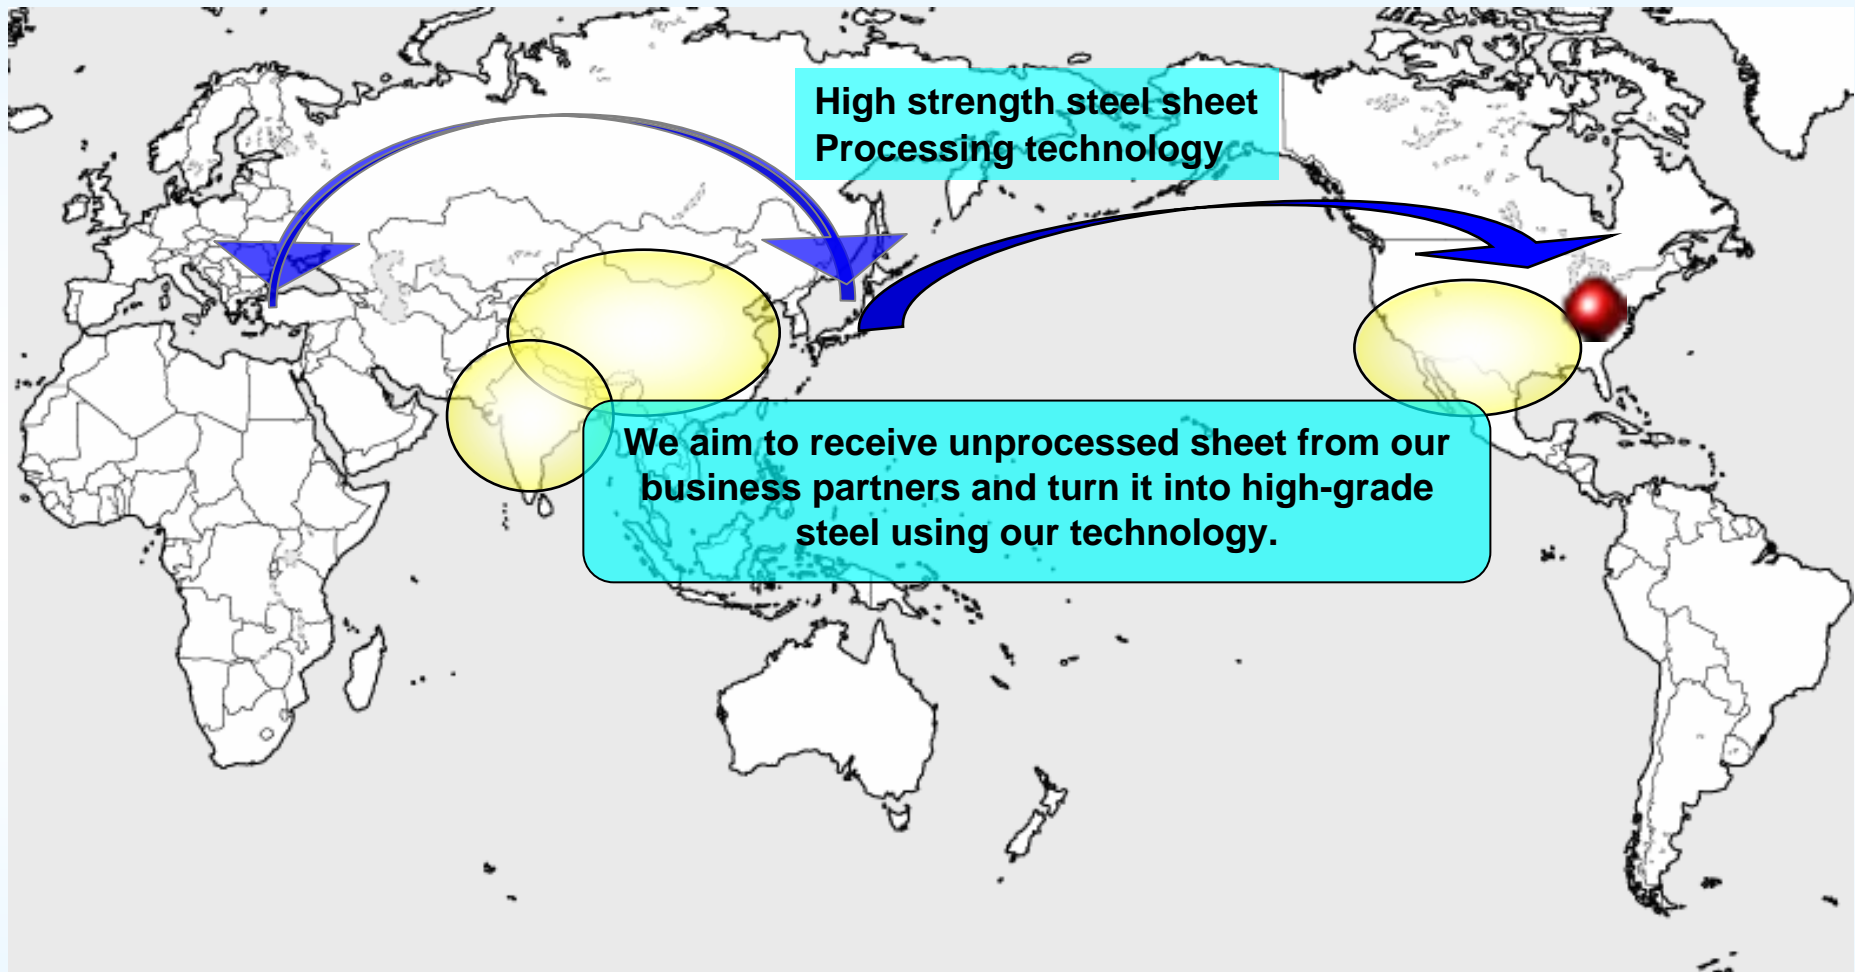 High strength steel sheet
Processing technology
We aim to receive unprocessed sheet from our
business partners and turn it into high-grade
steel using our technology.